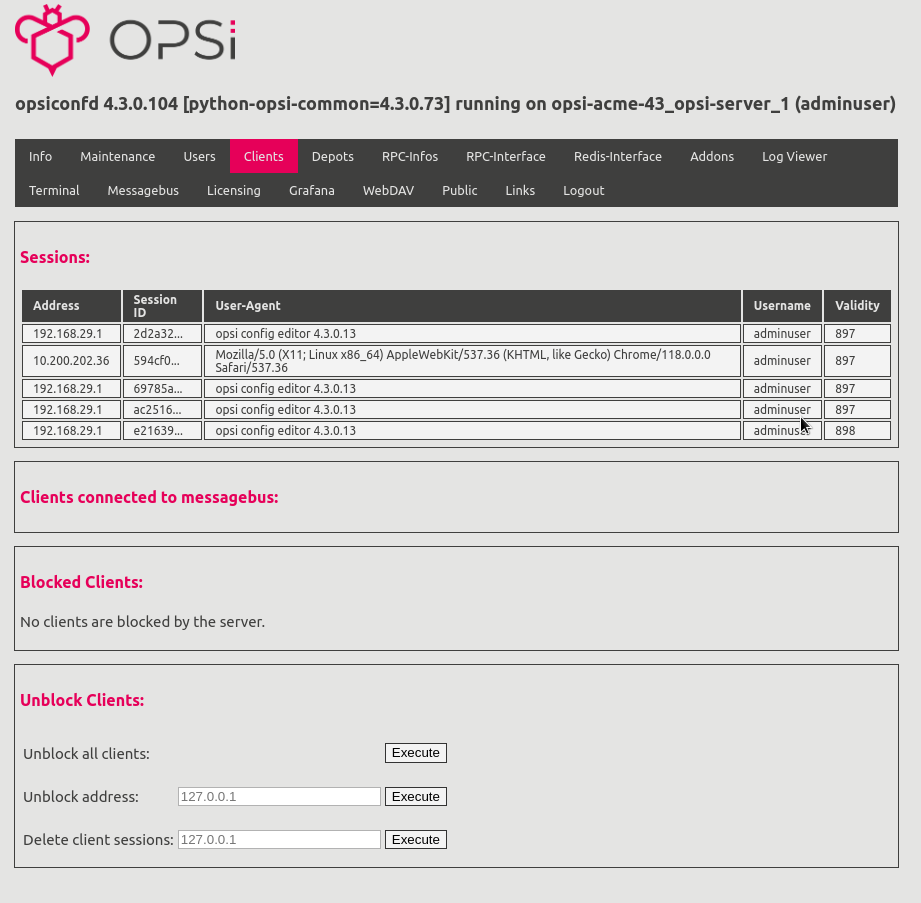 OPSi
opsiconfd 4.3.0.104 [python-opsi-common=4.3.0.73] running on opsi-acme-43_opsi-server_1 (adminuser)
Info Maintenance Users Clients Depots RPC-Infos RPC-Interface Redis-Interface Addons Log Viewer
Terminal Messagebus Licensing Grafana WebDAV Public Links Logout
Sessions:
Address Session ID User-Agent Username Validity
192.168.29.1 2d2a32... opsi config editor 4.3.0.13 adminuser 897
10.200.202.36 594cf0... Mozilla/5.0 (X11; Linux x86_64) AppleWebKit/537.36 (KHTML, like Gecko) Chrome/118.0.0.0 Safari/537.36 adminuser 897
192.168.29.1 69785a... opsi config editor 4.3.0.13 adminuser 897
192.168.29.1 ac2516... opsi config editor 4.3.0.13 adminuser 897
192.168.29.1 e21639... opsi config editor 4.3.0.13 adminuser 898
Clients connected to messagebus:
Blocked Clients:
No clients are blocked by the server.
Unblock Clients:
Unblock all clients: Execute
Unblock address: 127.0.0.1 Execute
Delete client sessions: 127.0.0.1 Execute